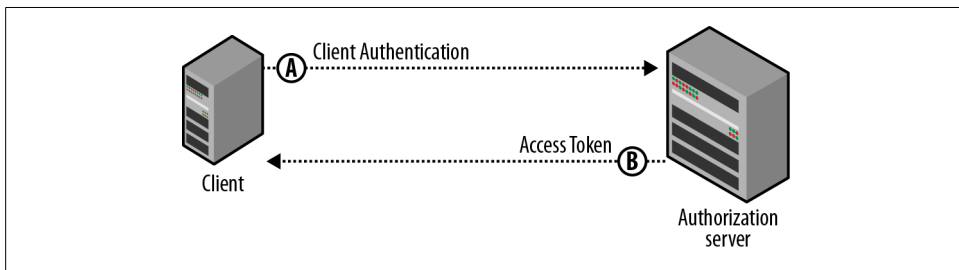 Client Authentication
A
Access Token
B
Client
Authorization
server